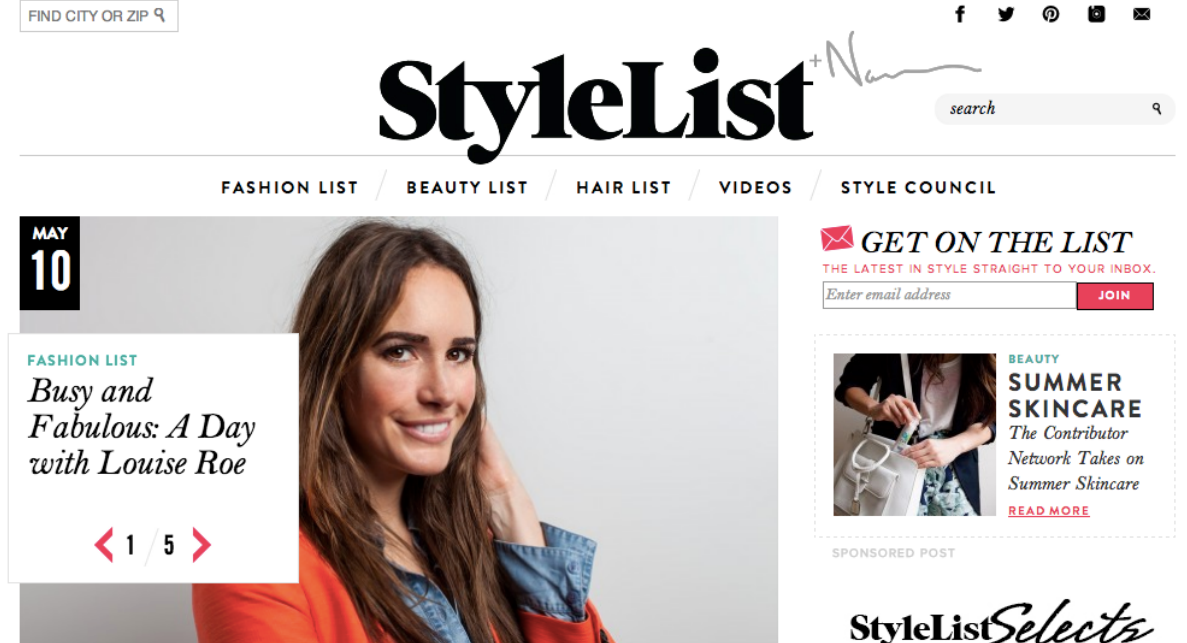 FIND CITY OR ZIP
StyleList
+
search
FASHION LIST / BEAUTY LIST / HAIR LIST / VIDEOS / STYLE COUNCIL
MAY
10
FASHION LIST
Busy and
Fabulous: A Day
with Louise Roe
1 / 5
GET ON THE LIST
THE LATEST IN STYLE STRAIGHT TO YOUR INBOX.
Enter email address
JOIN
BEAUTY
SUMMER
SKINCARE
The Contributor
Network Takes on
Summer Skincare
READ MORE
SPONSORED POST
StyleList Selects